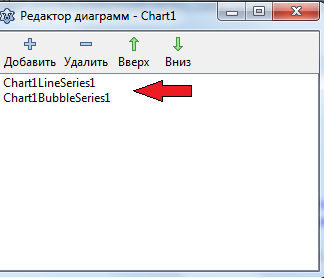 Редактор диаграмм - Chart1
Добавить Удалить Вверх Вниз
Chart1LineSeries1
Chart1BubbleSeries1